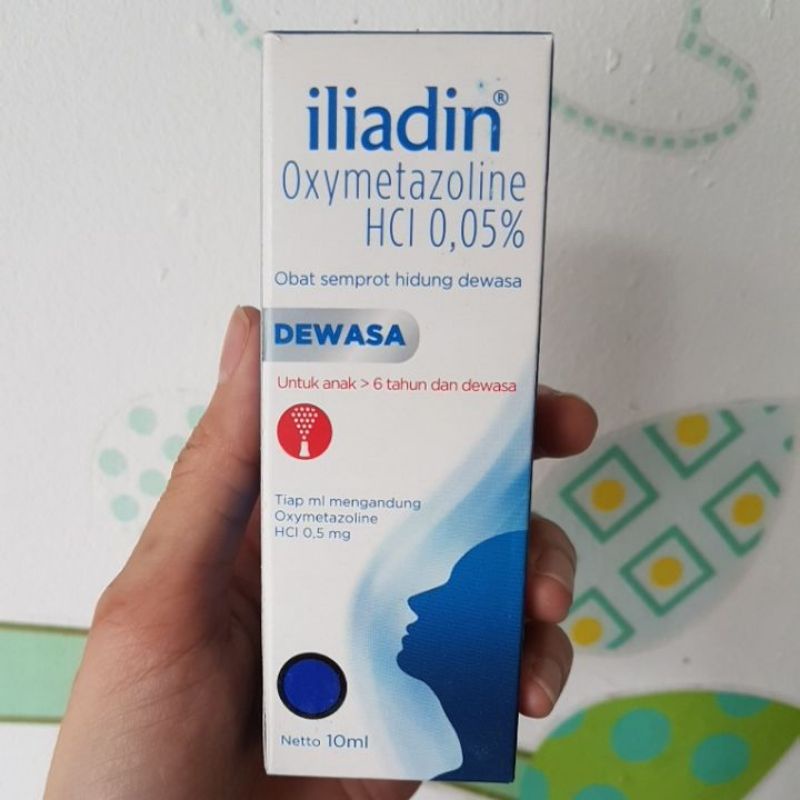 iliadin®
Oxymetazoline
HCl 0,05%
Obat semprot hidung dewasa
DEWASA
Untuk anak > 6 tahun dan dewasa
Tiap ml mengandung
Oxymetazoline
HCl 0,5 mg
Netto 10ml